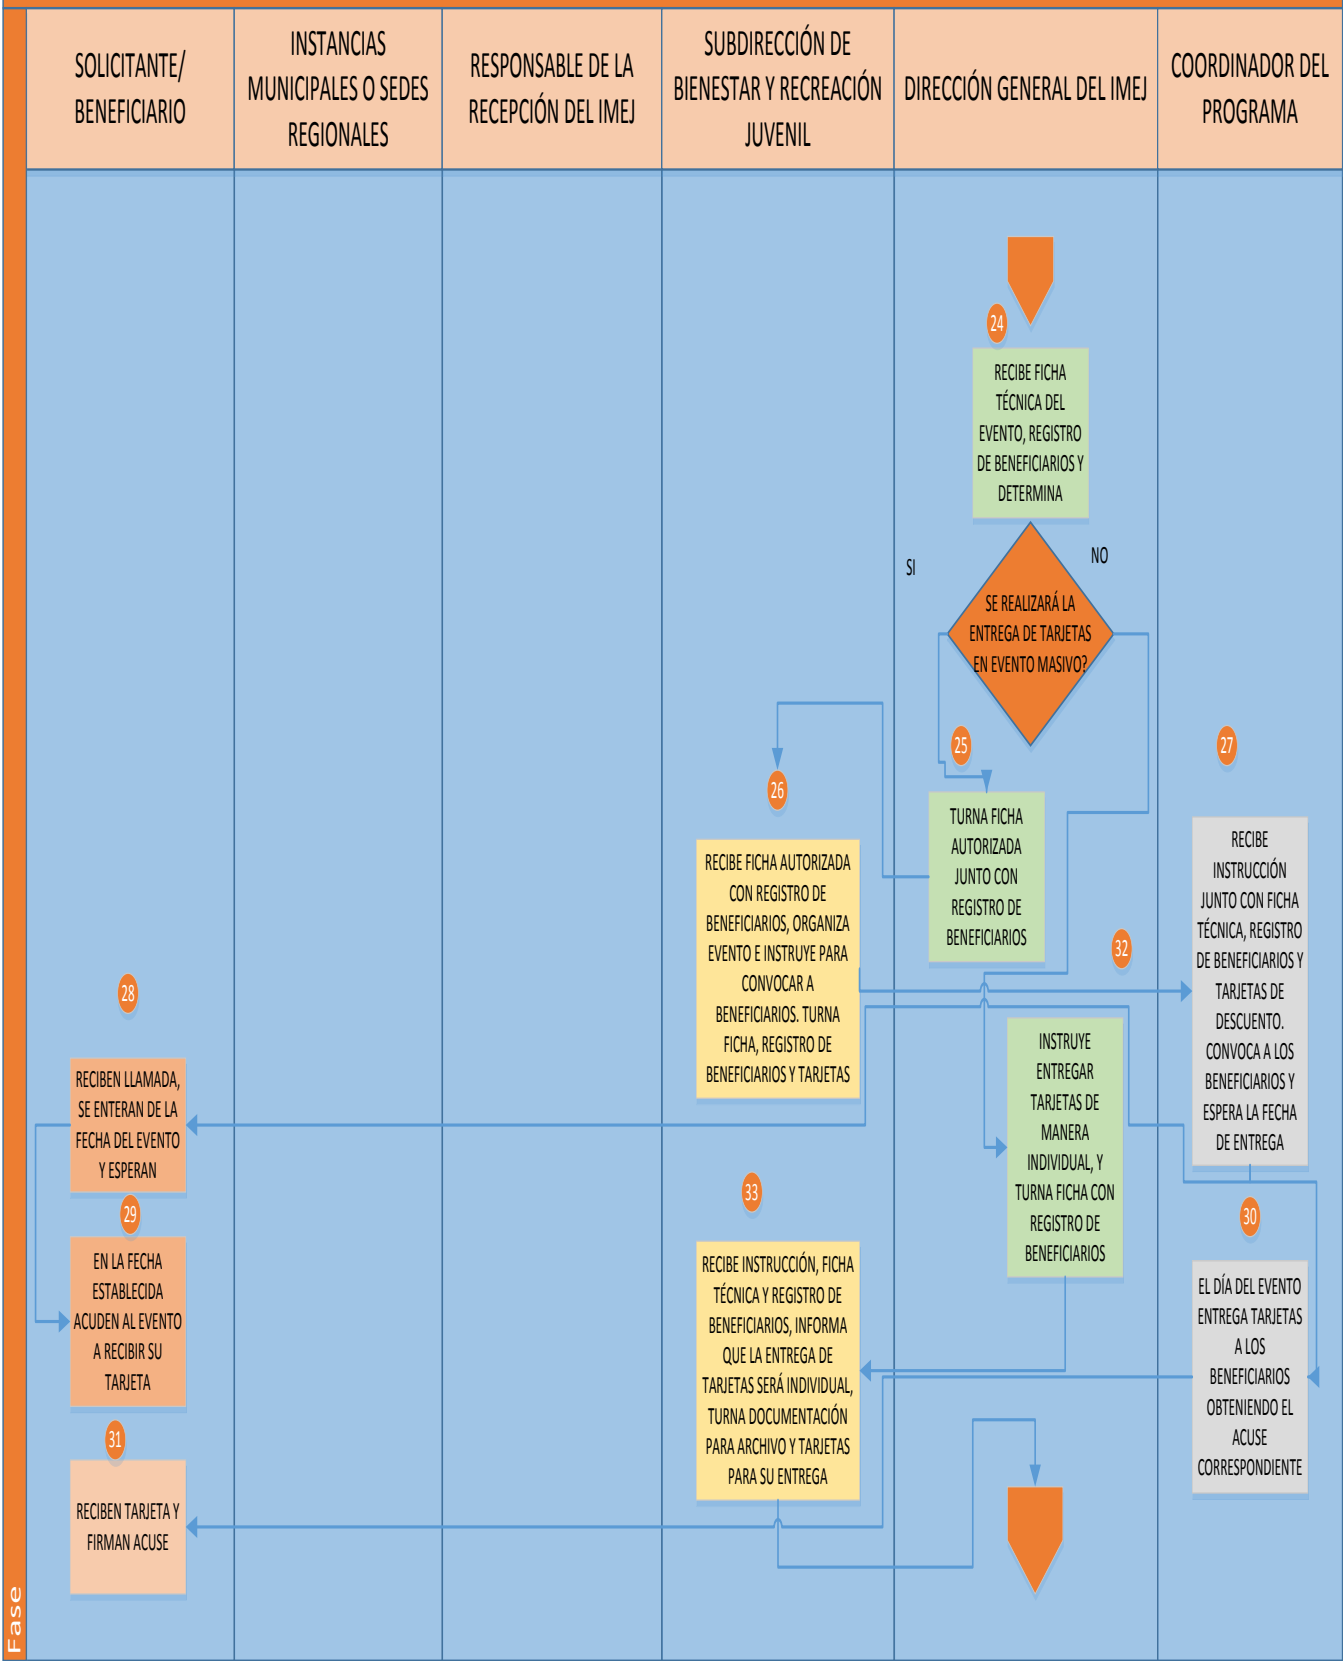 SOLICITANTE/
BENEFICIARIO
INSTANCIAS
MUNICIPALES O SEDES
REGIONALES
RESPONSABLE DE LA
RECEPCIÓN DEL IMEJ
SUBDIRECCIÓN DE
BIENESTAR Y RECREACIÓN
JUVENIL
DIRECCIÓN GENERAL DEL IMEJ
COORDINADOR DEL
PROGRAMA
24
RECIBE FICHA
TÉCNICA DEL
EVENTO, REGISTRO
DE BENEFICIARIOS Y
DETERMINA
SI
NO
SE REALIZARÁ LA
ENTREGA DE TARJETAS
EN EVENTO MASIVO?
25
TURNA FICHA
AUTORIZADA
JUNTO CON
REGISTRO DE
BENEFICIARIOS
26
RECIBE FICHA AUTORIZADA
CON REGISTRO DE
BENEFICIARIOS, ORGANIZA
EVENTO E INSTRUYE PARA
CONVOCAR A
BENEFICIARIOS. TURNA
FICHA, REGISTRO DE
BENEFICIARIOS Y TARJETAS
27
RECIBE
INSTRUCCIÓN
JUNTO CON FICHA
TÉCNICA, REGISTRO
DE BENEFICIARIOS Y
TARJETAS DE
DESCUENTO.
CONVOCA A LOS
BENEFICIARIOS Y
ESPERA LA FECHA
DE ENTREGA
28
RECIBEN LLAMADA,
SE ENTERAN DE LA
FECHA DEL EVENTO
Y ESPERAN
29
EN LA FECHA
ESTABLECIDA
ACUDEN AL EVENTO
A RECIBIR SU
TARJETA
30
EL DÍA DEL EVENTO
ENTREGA TARJETAS
A LOS
BENEFICIARIOS
OBTENIENDO EL
ACUSE
CORRESPONDIENTE
31
RECIBEN TARJETA Y
FIRMAN ACUSE
32
INSTRUYE
ENTREGAR
TARJETAS DE
MANERA
INDIVIDUAL, Y
TURNA FICHA CON
REGISTRO DE
BENEFICIARIOS
33
RECIBE INSTRUCCIÓN, FICHA
TÉCNICA Y REGISTRO DE
BENEFICIARIOS, INFORMA
QUE LA ENTREGA DE
TARJETAS SERÁ INDIVIDUAL,
TURNA DOCUMENTACIÓN
PARA ARCHIVO Y TARJETAS
PARA SU ENTREGA
Fase